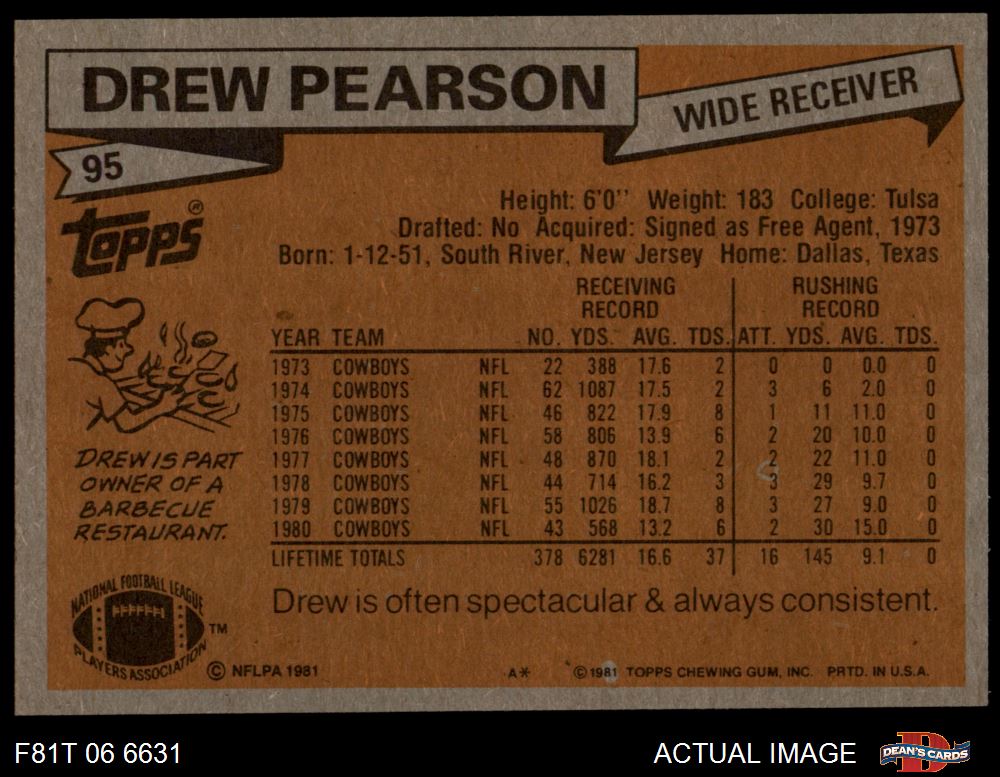 DREW PEARSON
WIDE RECEIVER
95
Topps®
Height: 6'0" Weight: 183 College: Tulsa
Drafted: No Acquired: Signed as Free Agent, 1973
Born: 1-12-51, South River, New Jersey Home: Dallas, Texas
RECEIVING RECORD RUSHING RECORD
YEAR TEAM NO. YDS. AVG. TDS. ATT. YDS. AVG. TDS.
1973 COWBOYS NFL 22 388 17.6 2 0 0 0.0 0
1974 COWBOYS NFL 62 1087 17.5 2 3 6 2.0 0
1975 COWBOYS NFL 46 822 17.9 8 1 11 11.0 0
1976 COWBOYS NFL 58 806 13.9 6 2 20 10.0 0
1977 COWBOYS NFL 48 870 18.1 2 2 22 11.0 0
1978 COWBOYS NFL 44 714 16.2 3 3 29 9.7 0
1979 COWBOYS NFL 55 1026 18.7 8 3 27 9.0 0
1980 COWBOYS NFL 43 568 13.2 6 2 30 15.0 0
LIFETIME TOTALS 378 6281 16.6 37 16 145 9.1 0
DREW IS PART
OWNER OF A
BARBECUE
RESTAURANT.
Drew is often spectacular & always consistent.
NATIONAL FOOTBALL LEAGUE
PLAYERS ASSOCIATION
TM
© NFLPA 1981
A* © 1981 TOPPS CHEWING GUM, INC. PRTD. IN U.S.A.
F81T 06 6631
ACTUAL IMAGE
D
DEAN'S CARDS